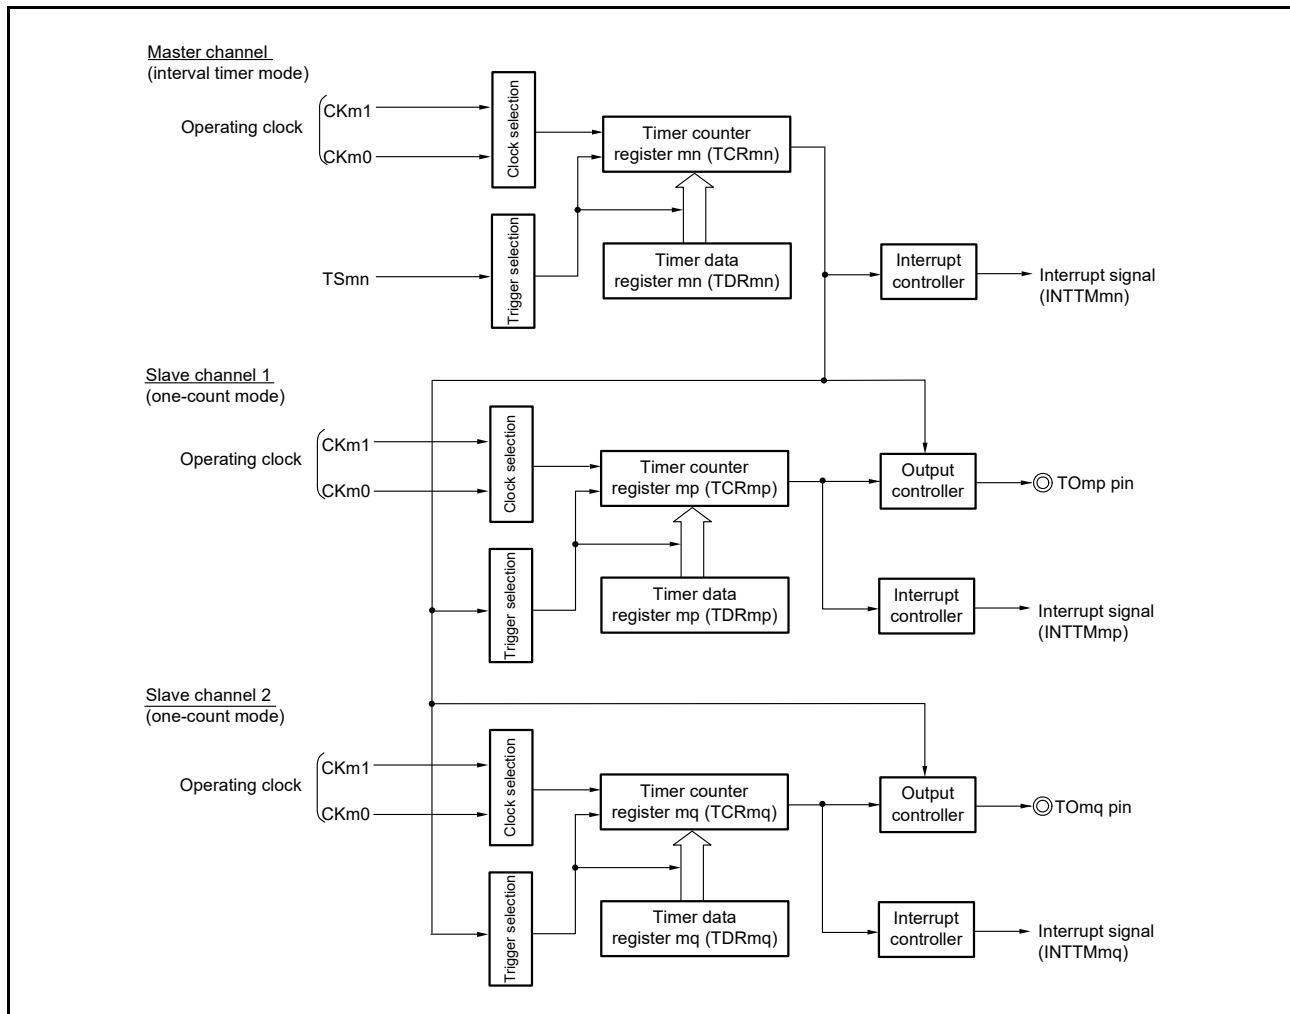 Master channel
(interval timer mode)
Operating clock
CKm1
CKm0
Clock selection
Timer counter
register mn (TCRmn)
TSmn
Trigger selection
Timer data
register mn (TDRmn)
Interrupt
controller
Interrupt signal
(INTTMmn)
Slave channel 1
(one-count mode)
Operating clock
CKm1
CKm0
Clock selection
Timer counter
register mp (TCRmp)
Output
controller
TOmp pin
Trigger selection
Timer data
register mp (TDRmp)
Interrupt
controller
Interrupt signal
(INTTMmp)
Slave channel 2
(one-count mode)
Operating clock
CKm1
CKm0
Clock selection
Timer counter
register mq (TCRmq)
Output
controller
TOmq pin
Trigger selection
Timer data
register mq (TDRmq)
Interrupt
controller
Interrupt signal
(INTTMmq)